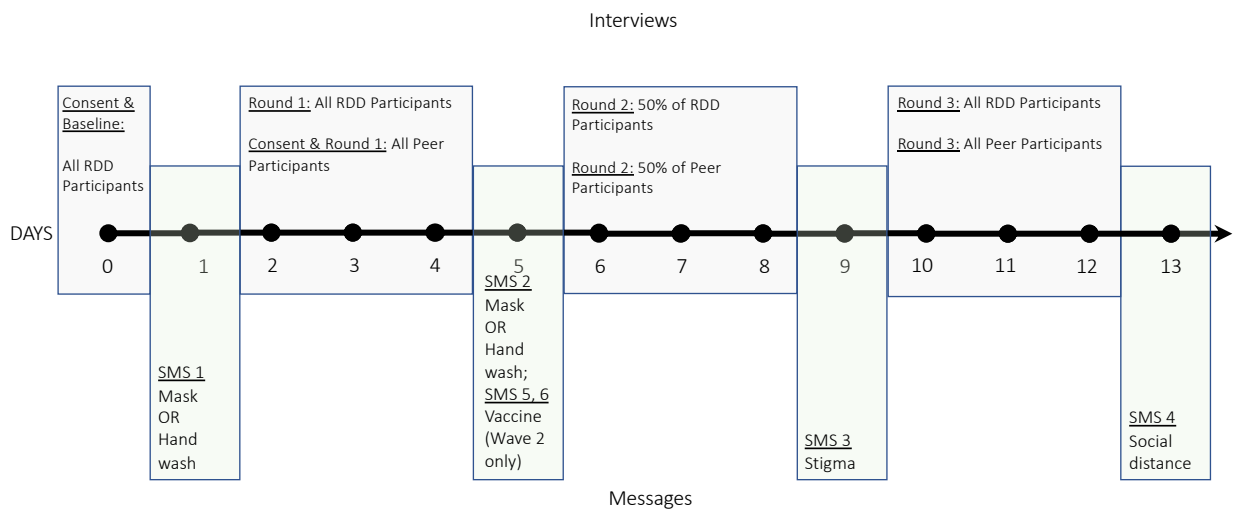 Interviews
Consent &
Baseline:
All RDD
Participants
Round 1: All RDD Participants
Consent & Round 1: All Peer
Participants
Round 2: 50% of RDD
Participants
Round 2: 50% of Peer
Participants
Round 3: All RDD Participants
Round 3: All Peer Participants
DAYS
0 1 2 3 4 5 6 7 8 9 10 11 12 13
SMS 1
Mask
OR
Hand
wash
SMS 2
Mask
OR
Hand
wash;
SMS 5, 6
Vaccine
(Wave 2
only)
SMS 3
Stigma
SMS 4
Social
distance
Messages